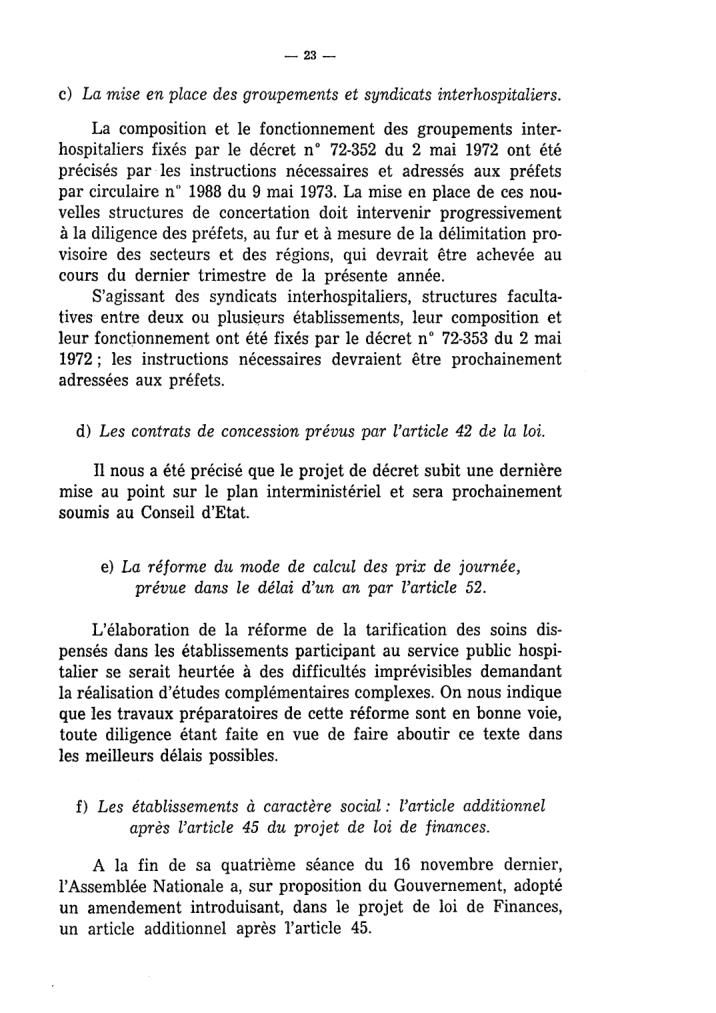 — 23 —
c) La mise en place des groupements et syndicats interhospitaliers.
La composition et le fonctionnement des groupements inter-
hospitaliers fixés par le décret n° 72-352 du 2 mai 1972 ont été
précisés par les instructions nécessaires et adressés aux préfets
par circulaire n° 1988 du 9 mai 1973. La mise en place de ces nou-
velles structures de concertation doit intervenir progressivement
à la diligence des préfets, au fur et à mesure de la délimitation pro-
visoire des secteurs et des régions, qui devrait être achevée au
cours du dernier trimestre de la présente année.
S'agissant des syndicats interhospitaliers, structures faculta-
tives entre deux ou plusieurs établissements, leur composition et
leur fonctionnement ont été fixés par le décret n° 72-353 du 2 mai
1972 ; les instructions nécessaires devraient être prochainement
adressées aux préfets.
d) Les contrats de concession prévus par l'article 42 de la loi.
Il nous a été précisé que le projet de décret subit une dernière
mise au point sur le plan interministériel et sera prochainement
soumis au Conseil d'Etat.
e) La réforme du mode de calcul des prix de journée,
prévue dans le délai d'un an par l'article 52.
L'élaboration de la réforme de la tarification des soins dis-
pensés dans les établissements participant au service public hospi-
talier se serait heurtée à des difficultés imprévisibles demandant
la réalisation d'études complémentaires complexes. On nous indique
que les travaux préparatoires de cette réforme sont en bonne voie,
toute diligence étant faite en vue de faire aboutir ce texte dans
les meilleurs délais possibles.
f) Les établissements à caractère social : l'article additionnel
après l'article 45 du projet de loi de finances.
A la fin de sa quatrième séance du 16 novembre dernier,
l'Assemblée Nationale a, sur proposition du Gouvernement, adopté
un amendement introduisant, dans le projet de loi de Finances,
un article additionnel après l'article 45.